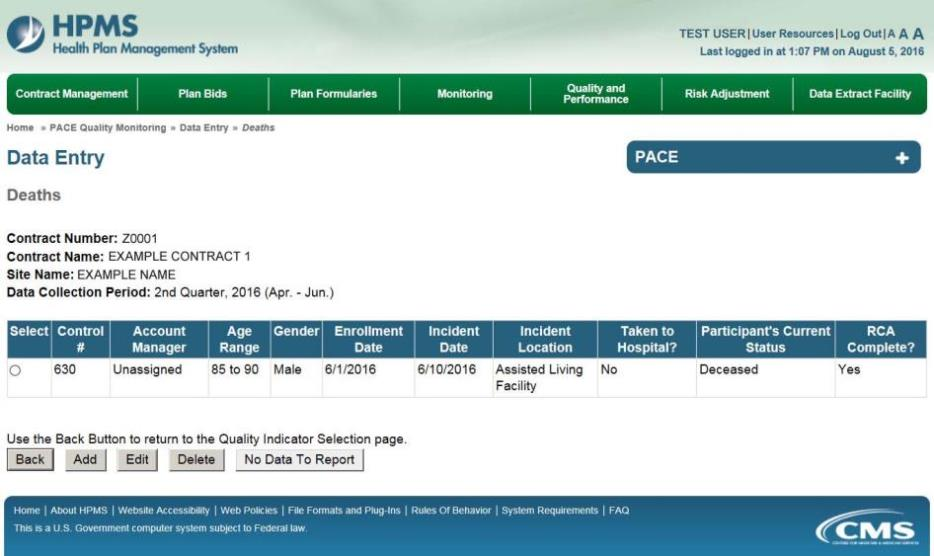 HPMS
Health Plan Management System
TEST USER|User Resources|Log Out|A A A
Last logged in at 1:07 PM on August 5, 2016
Contract Management Plan Bids Plan Formularies Monitoring Quality and Performance Risk Adjustment Data Extract Facility
Home » PACE Quality Monitoring » Data Entry » Deaths
Data Entry
PACE +
Deaths
Contract Number: Z0001
Contract Name: EXAMPLE CONTRACT 1
Site Name: EXAMPLE NAME
Data Collection Period: 2nd Quarter, 2016 (Apr. - Jun.)
Select Control # Account Manager Age Range Gender Enrollment Date Incident Date Incident Location Taken to Hospital? Participant's Current Status RCA Complete?
630 Unassigned 85 to 90 Male 6/1/2016 6/10/2016 Assisted Living Facility No Deceased Yes
Use the Back Button to return to the Quality Indicator Selection page.
Back Add Edit Delete No Data To Report
Home | About HPMS | Website Accessibility | Web Policies | File Formats and Plug-Ins | Rules Of Behavior | System Requirements | FAQ
This is a U.S. Government computer system subject to Federal law.
CMS